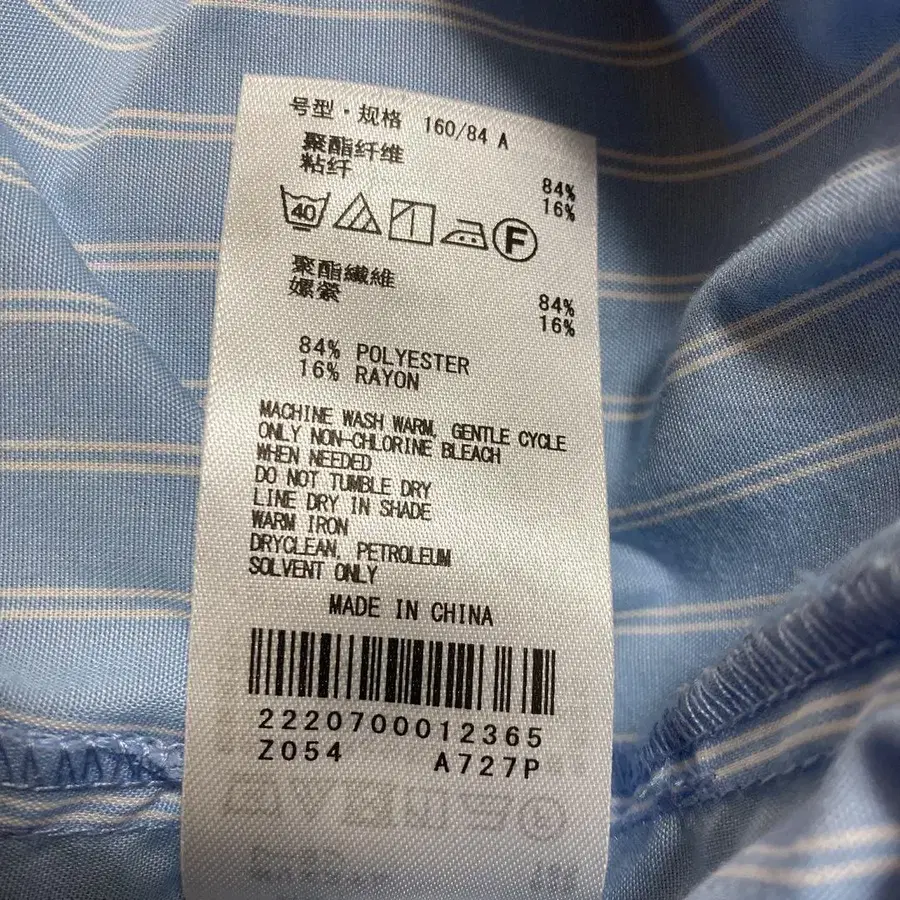 号型·规格 160/84 A
聚酯纤维 84%
粘纤 16%
40 F
聚酯纖維 84%
嫘縈 16%
84% POLYESTER
16% RAYON
MACHINE WASH WARM, GENTLE CYCLE
ONLY NON-CHLORINE BLEACH
WHEN NEEDED
DO NOT TUMBLE DRY
LINE DRY IN SHADE
WARM IRON
DRYCLEAN, PETROLEUM
SOLVENT ONLY
MADE IN CHINA
2220700012365
Z054 A727P